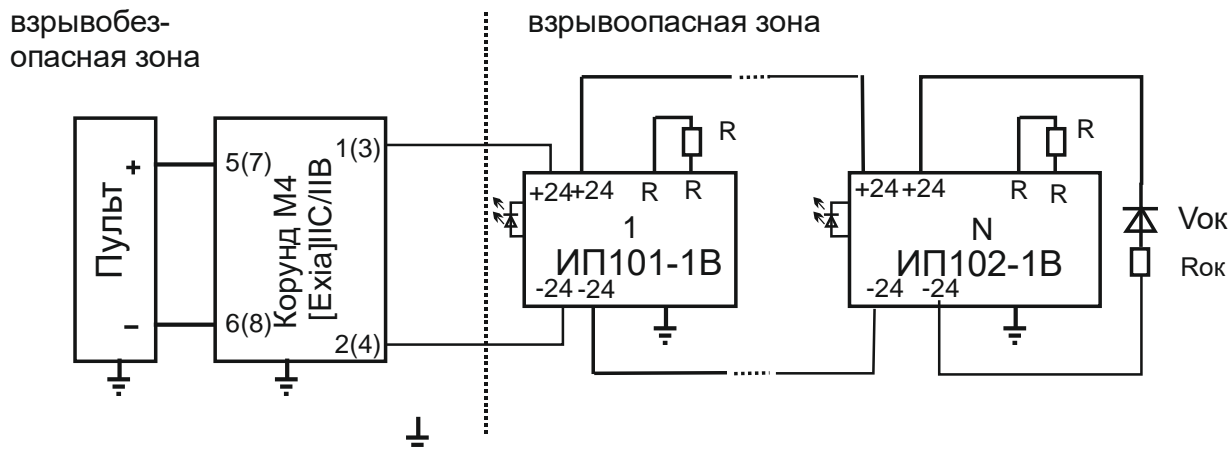 взрывобез-
опасная зона
взрывоопасная зона
Пульт
+
–
5(7)
6(8)
Корунд М4
[Exia]IIC/IIB
1(3)
2(4)
R
+24 +24 R R
1
ИП101-1В
-24 -24
R
+24 +24 R R
N
ИП102-1В
-24 -24
Vок
Rок